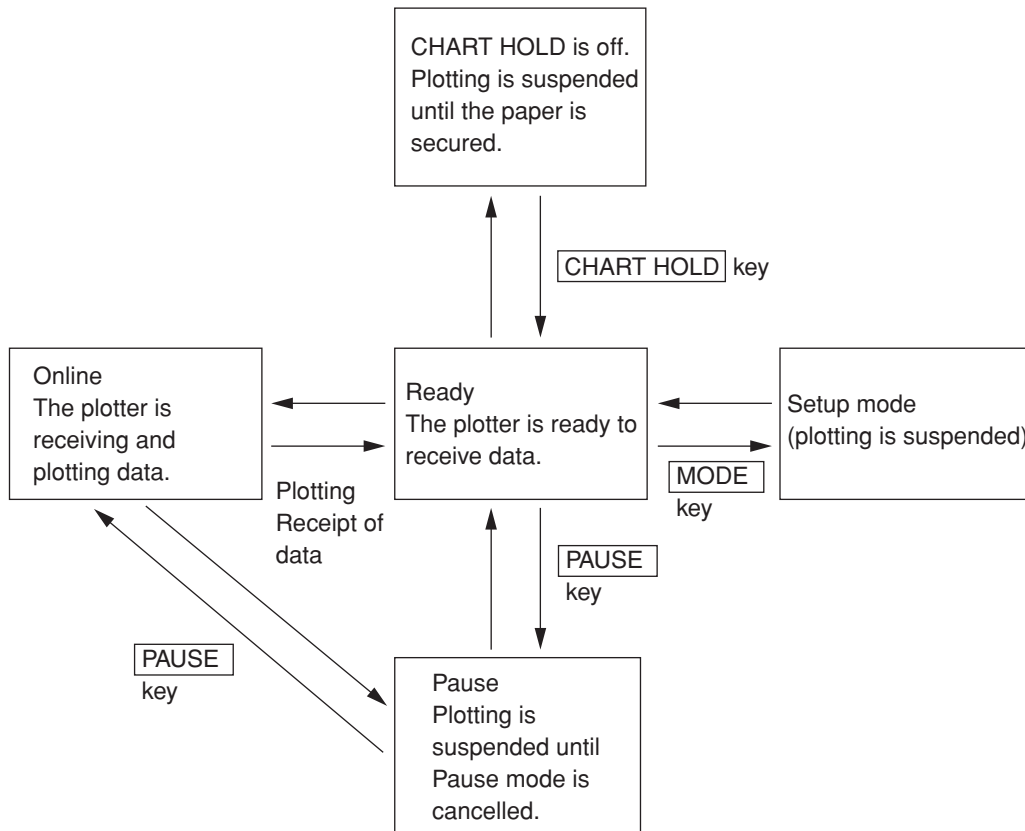 CHART HOLD is off.
Plotting is suspended
until the paper is
secured.
CHART HOLD key
Online
The plotter is
receiving and
plotting data.
Ready
The plotter is ready to
receive data.
Setup mode
(plotting is suspended)
MODE
key
Plotting
Receipt of
data
PAUSE
key
PAUSE
key
Pause
Plotting is
suspended until
Pause mode is
cancelled.